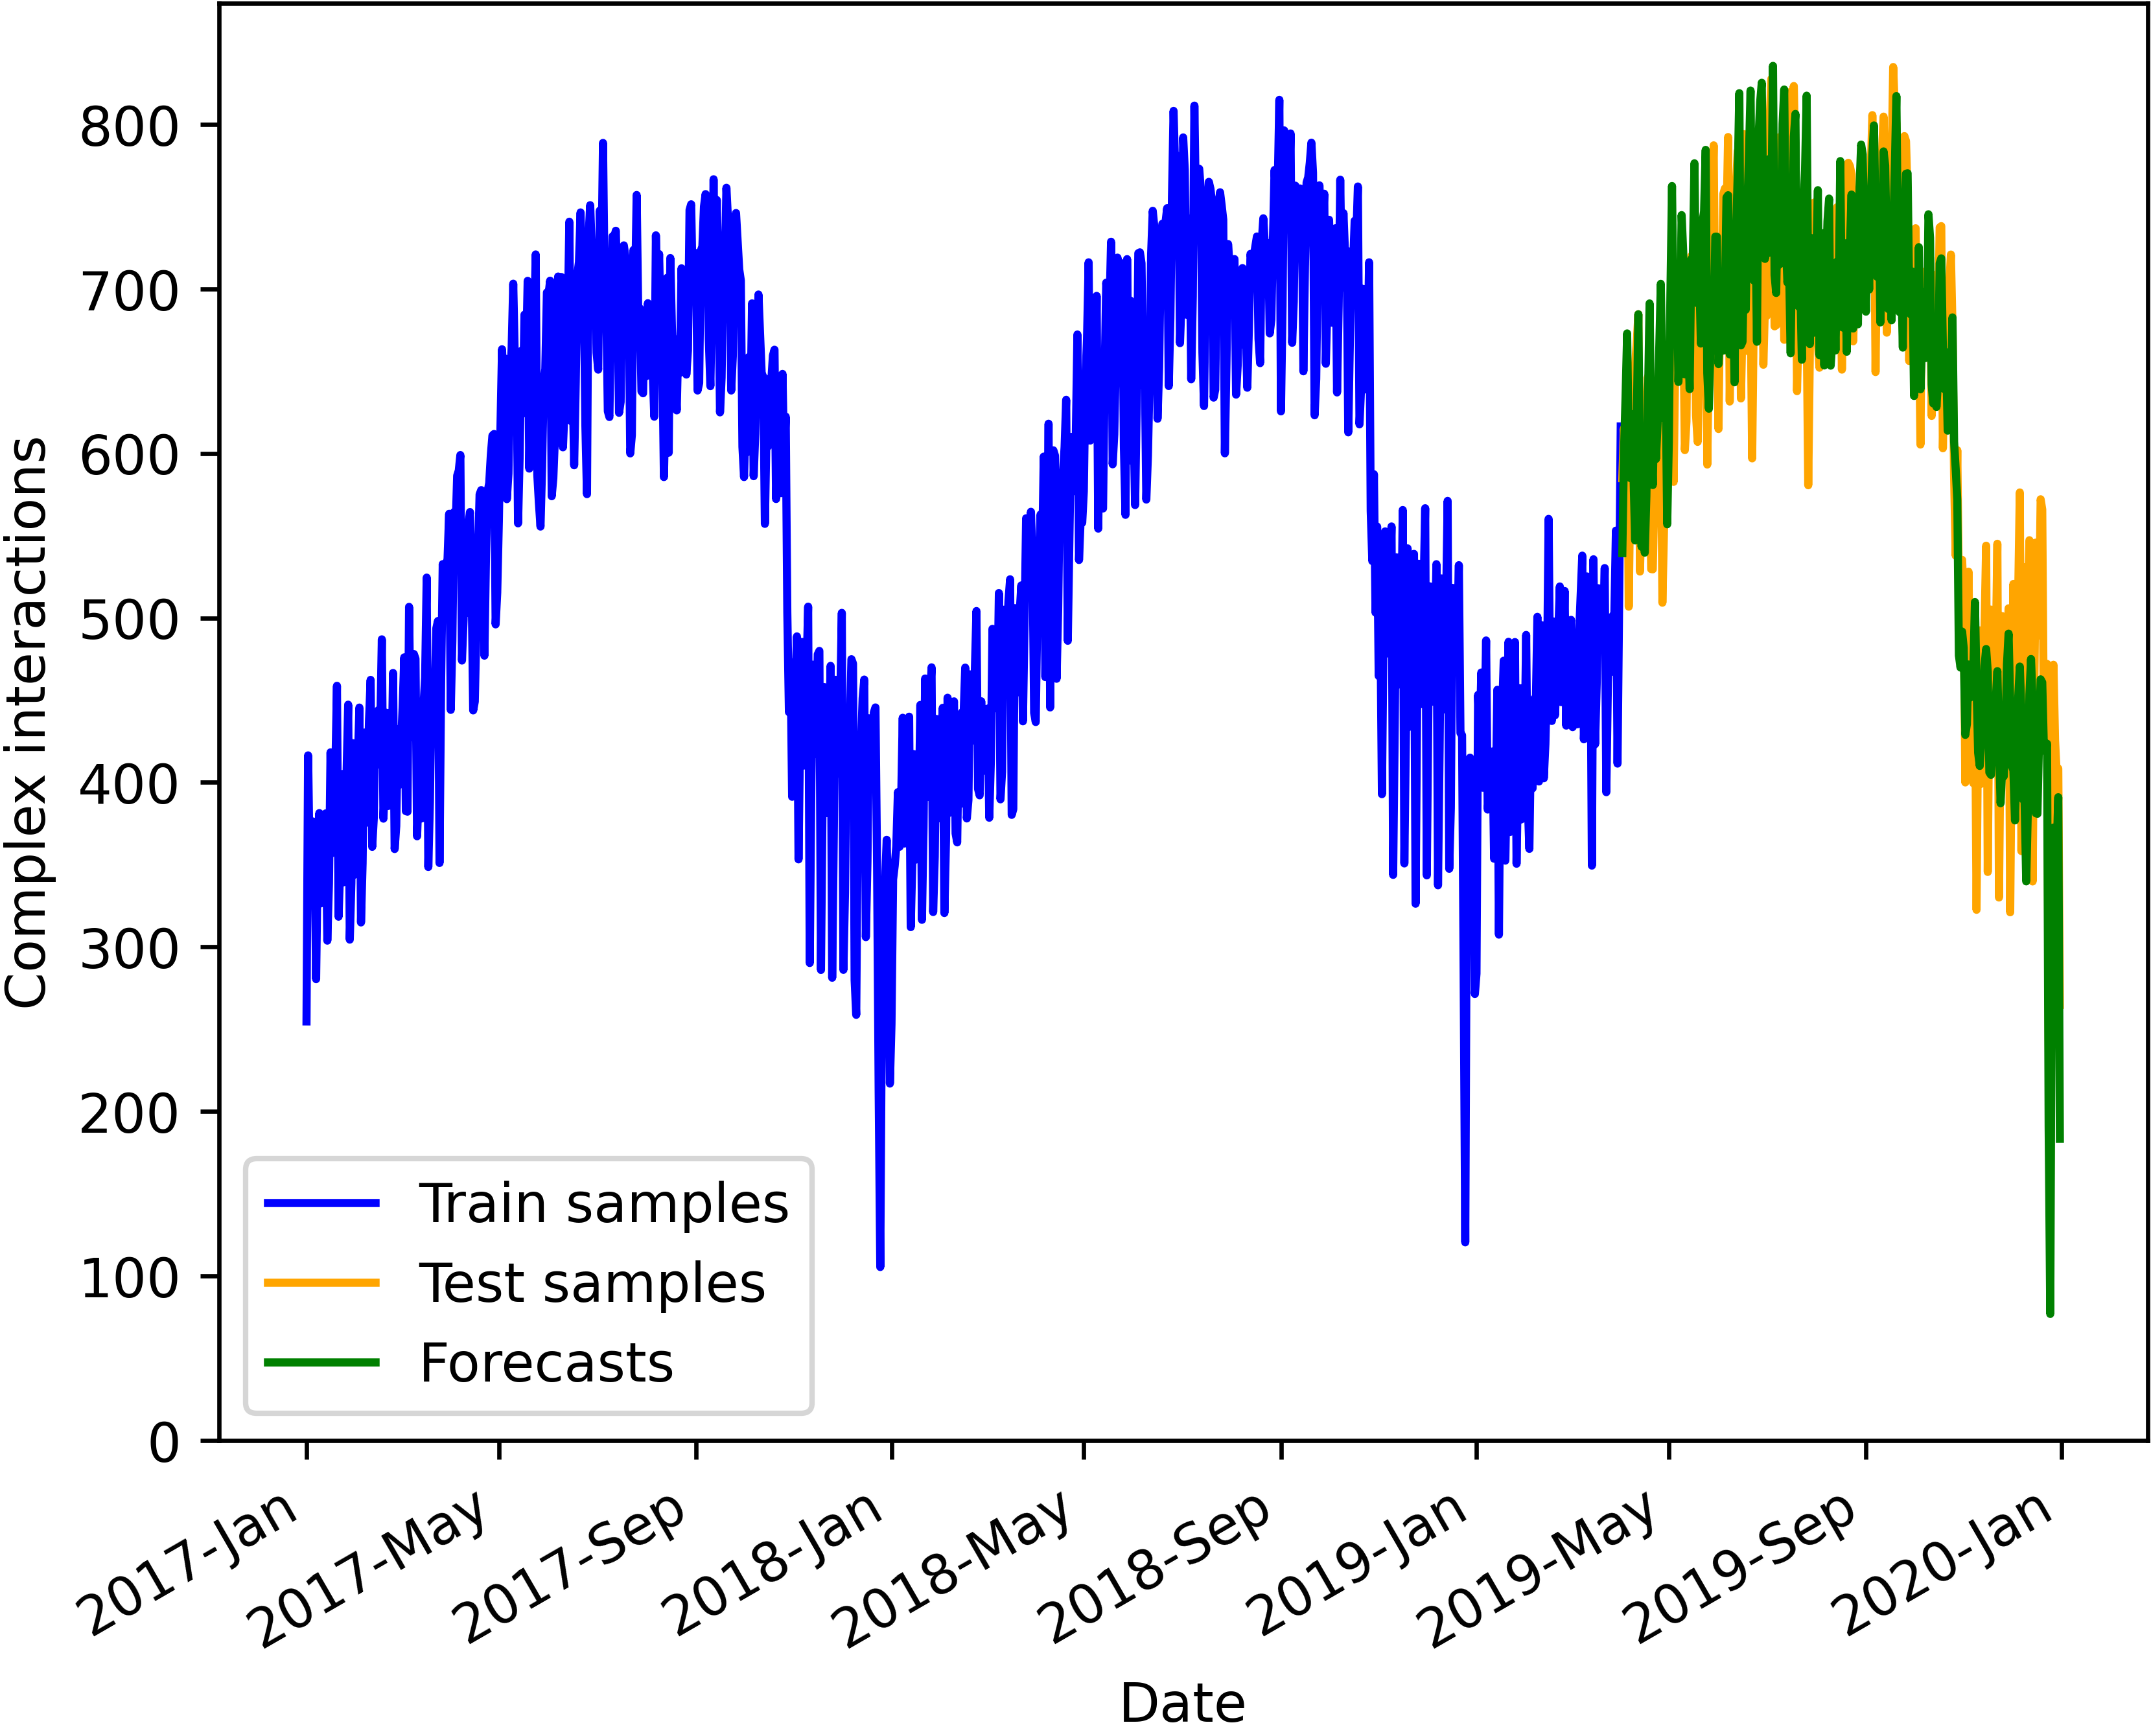 Complex interactions
800
700
600
500
400
300
200
100
0
Train samples
Test samples
Forecasts
2017-Jan
2017-May
2017-Sep
2018-Jan
2018-May
2018-Sep
2019-Jan
2019-May
2019-Sep
2020-Jan
Date